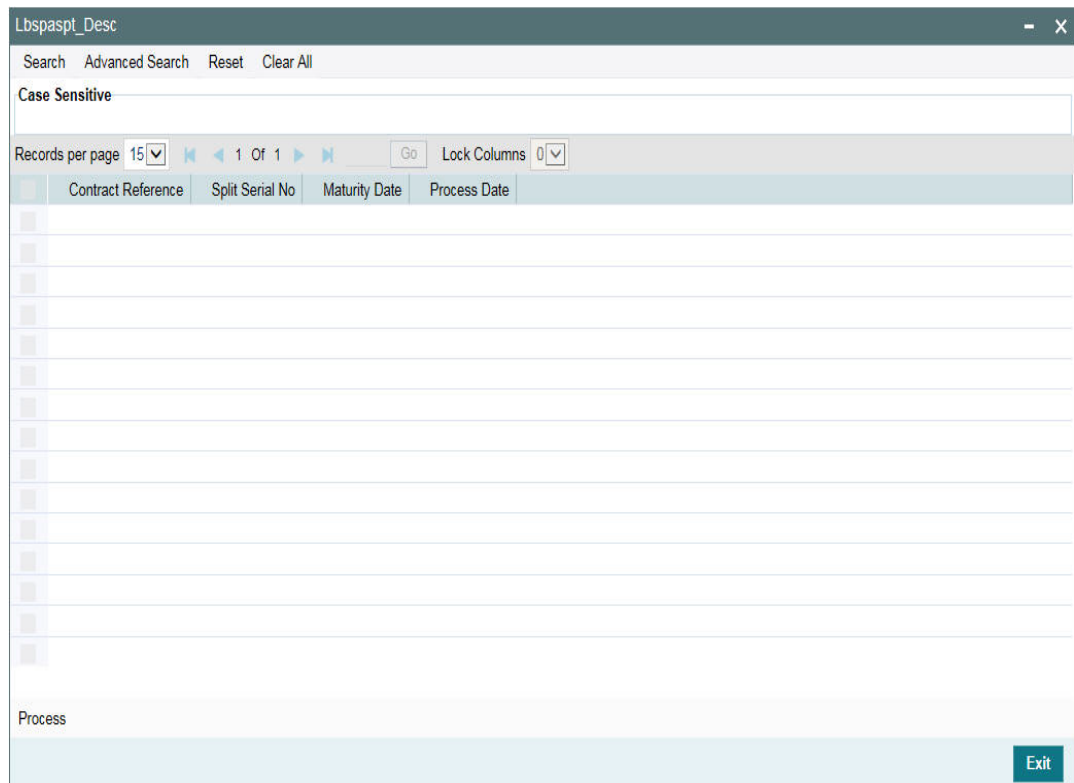 Lbspaspt_Desc
Search Advanced Search Reset Clear All
Case Sensitive
Records per page 15 1 Of 1 Go Lock Columns 0
Contract Reference Split Serial No Maturity Date Process Date
Process
Exit